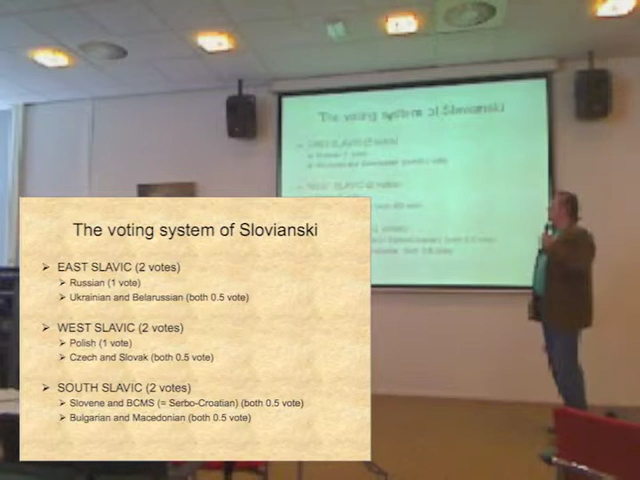 The voting system of Slovianski
EAST SLAVIC (2 votes)
Russian (1 vote)
Ukrainian and Belarussian (both 0.5 vote)
WEST SLAVIC (2 votes)
Polish (1 vote)
Czech and Slovak (both 0.5 vote)
SOUTH SLAVIC (2 votes)
Slovene and BCMS (= Serbo-Croatian) (both 0.5 vote)
Bulgarian and Macedonian (both 0.5 vote)
The voting system of Slovianski